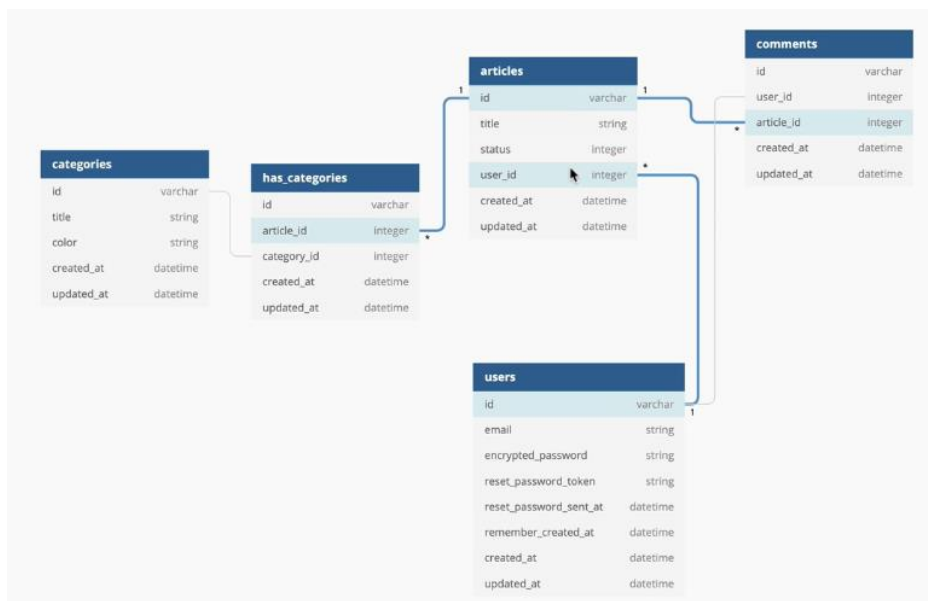 categories
id varchar
title string
color string
created_at datetime
updated_at datetime
has_categories
id varchar
article_id integer
category_id integer
created_at datetime
updated_at datetime
1
*
articles
id varchar
title string
status integer
user_id integer
created_at datetime
updated_at datetime
1
*
*
comments
id varchar
user_id integer
article_id integer
created_at datetime
updated_at datetime
users
id varchar
email string
encrypted_password string
reset_password_token string
reset_password_sent_at datetime
remember_created_at datetime
created_at datetime
updated_at datetime
1